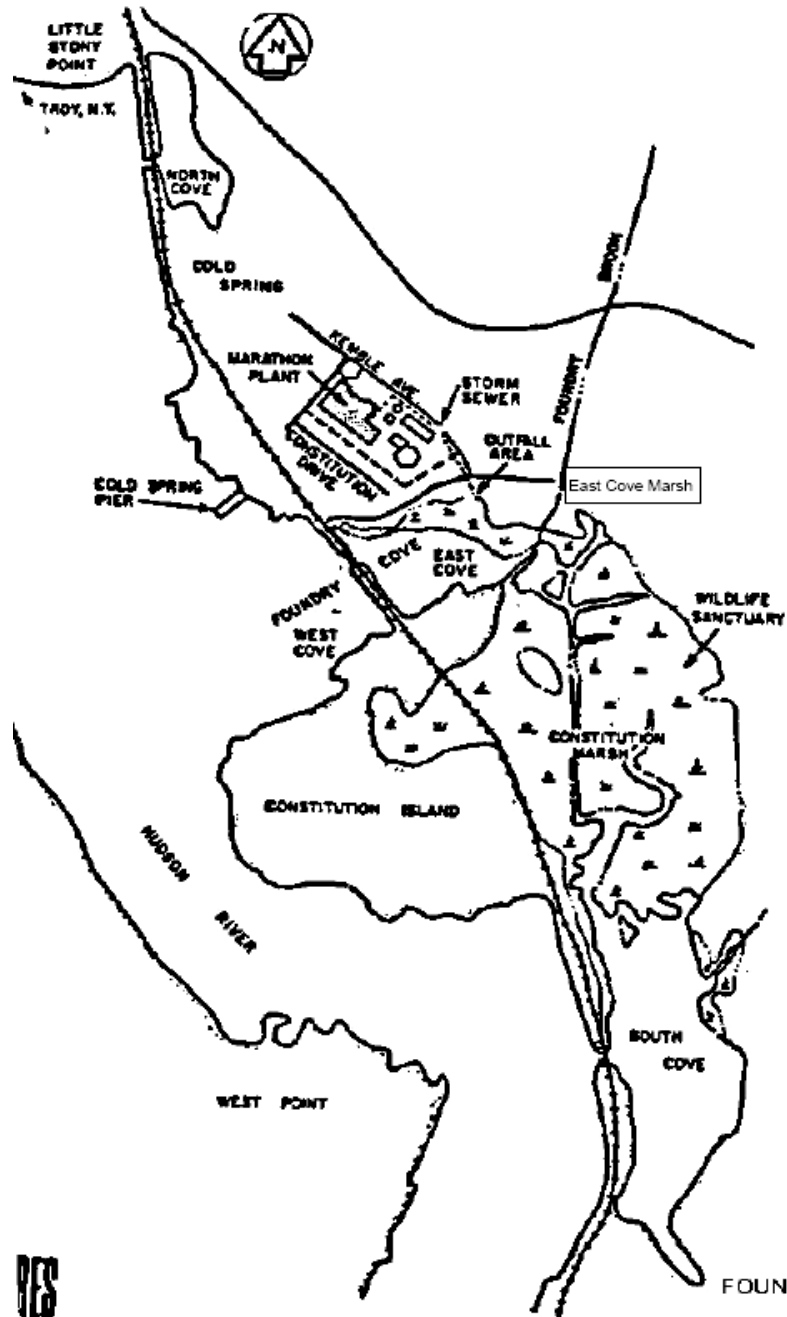 LITTLE
STONY
POINT
N
TROY, N.Y.
NORTH
COVE
COLD
SPRING
BROOK
KEMBLE AVE
MARATHON
PLANT
STORM
SEWER
FOUNDRY
OUTFALL
AREA
CONSTITUTION
DRIVE
COLD SPRING
PIER
East Cove Marsh
EAST
COVE
FOUNDRY COVE
WEST
COVE
WILDLIFE
SANCTUARY
CONSTITUTION
MARSH
CONSTITUTION ISLAND
HUDSON
RIVER
SOUTH
COVE
WEST POINT
FOUN